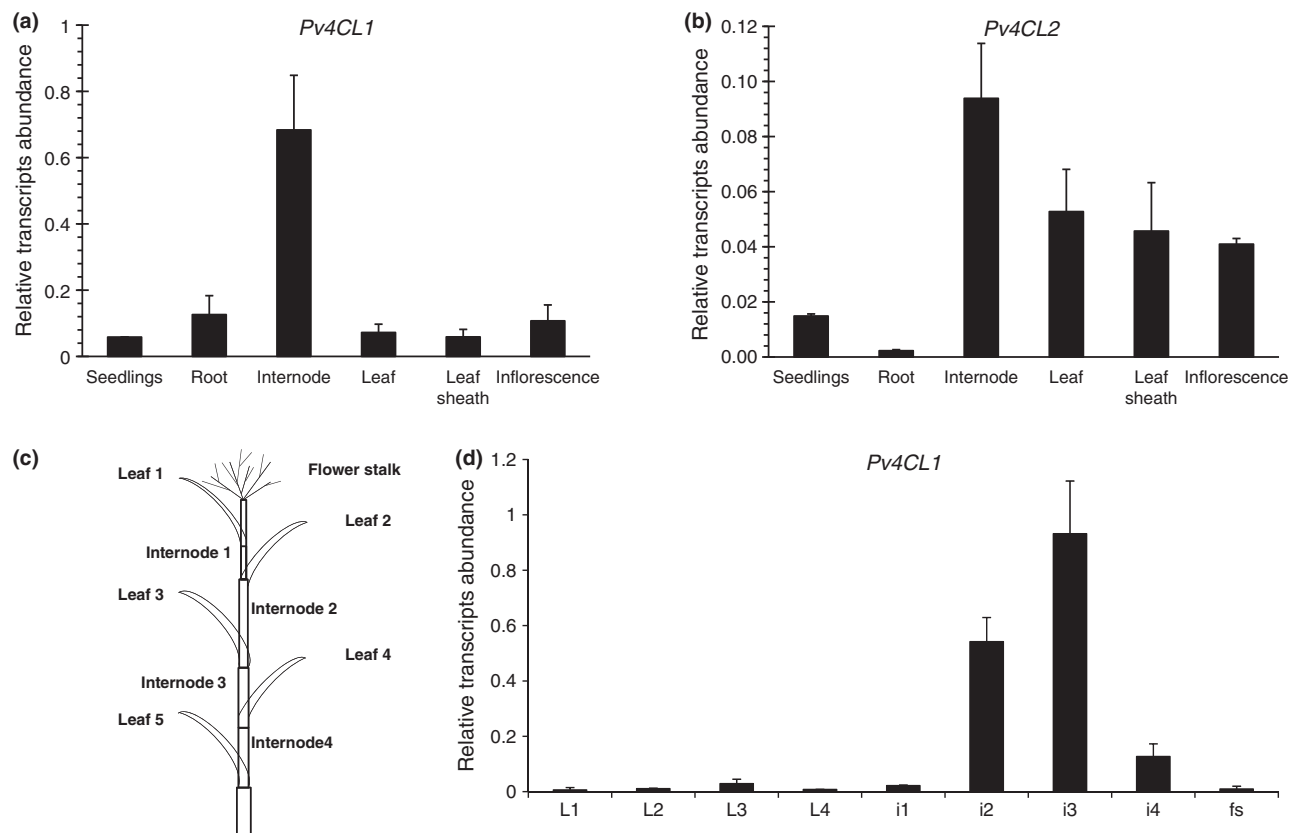 (a)
Pv4CL1
Relative transcripts abundance
1
0.8
0.6
0.4
0.2
0
Seedlings Root Internode Leaf Leaf sheath Inflorescence
(b)
Pv4CL2
Relative transcripts abundance
0.12
0.10
0.08
0.06
0.04
0.02
0.00
Seedlings Root Internode Leaf Leaf sheath Inflorescence
(c)
Leaf 1
Flower stalk
Leaf 2
Internode 1
Leaf 3
Internode 2
Leaf 4
Internode 3
Leaf 5
Internode4
(d)
Pv4CL1
Relative transcripts abundance
1.2
1
0.8
0.6
0.4
0.2
0
L1 L2 L3 L4 i1 i2 i3 i4 fs